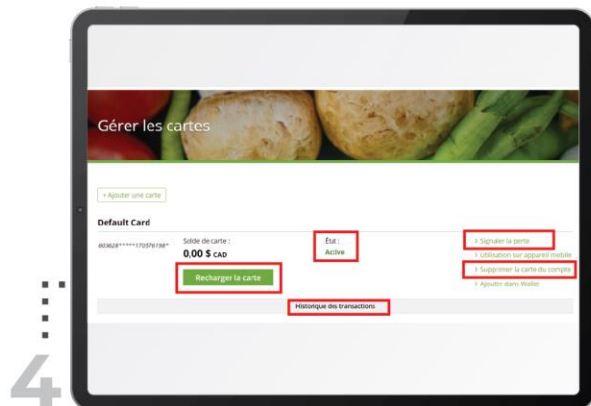 Gérer les cartes
+ Ajouter une carte
Default Card
603628*****170576198*
Solde de carte :
0,00 $ CAD
Recharger la carte
État :
Active
> Signaler la perte
> Utilisation sur appareil mobile
> Supprimer la carte du compte
> Ajouter dans Wallet
Historique des transactions
4